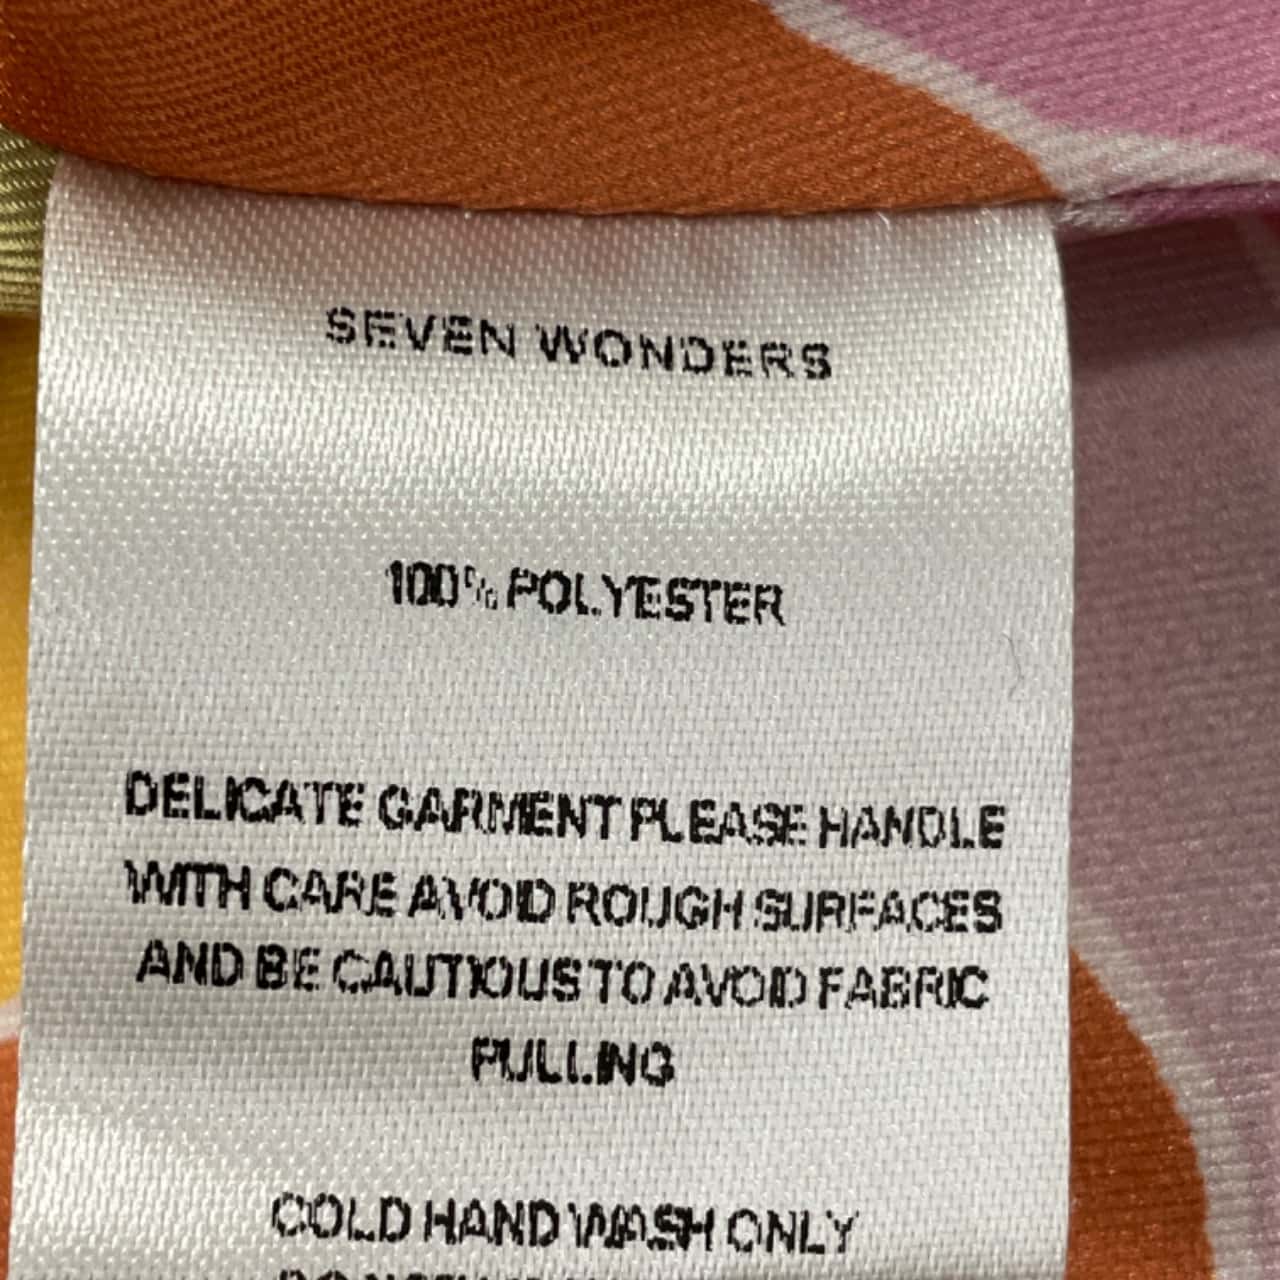 SEVEN WONDERS
100% POLYESTER
DELICATE GARMENT PLEASE HANDLE
WITH CARE AVOID ROUGH SURFACES
AND BE CAUTIOUS TO AVOID FABRIC
PULLING
COLD HAND WASH ONLY